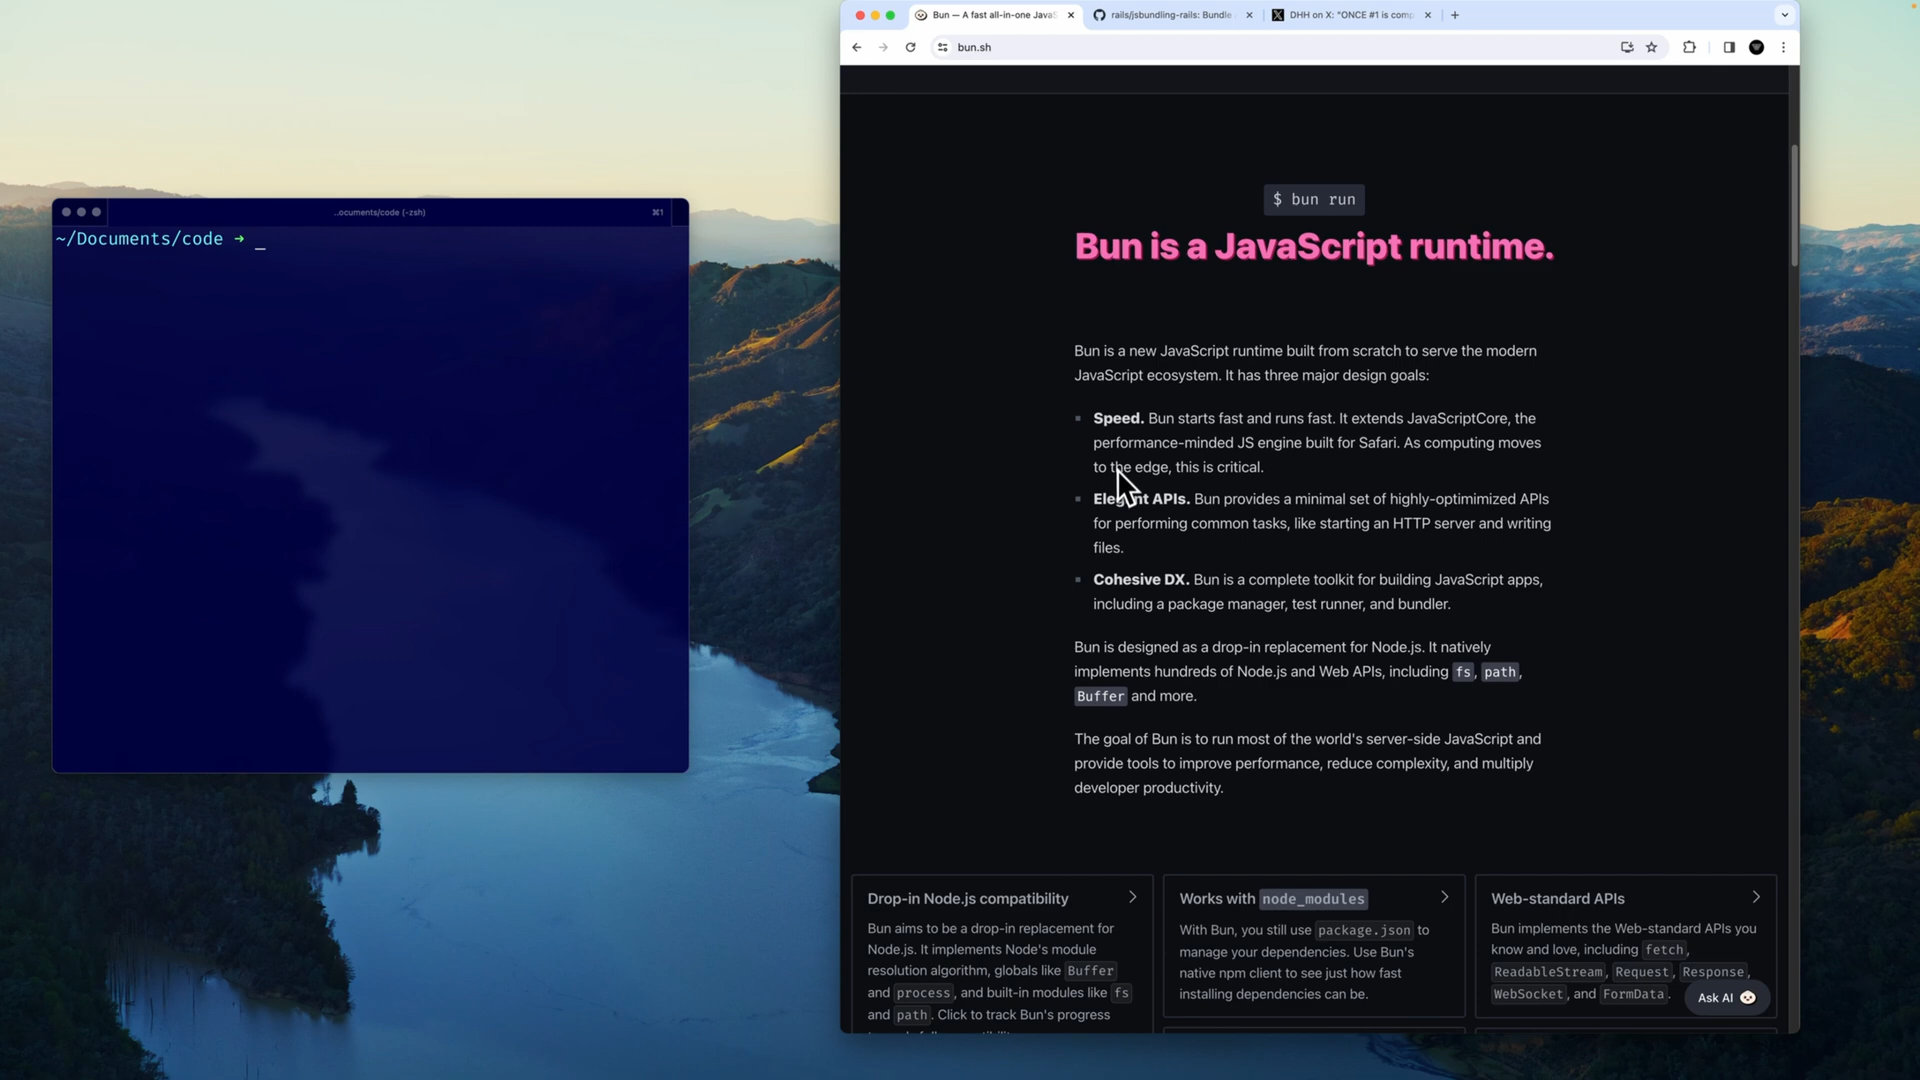 ..ocuments/code (-zsh)
⌘1
~/Documents/code → _
Bun — A fast all-in-one JavaS
rails/jsbundling-rails: Bundle
DHH on X: "ONCE #1 is comp
bun.sh
$ bun run
Bun is a JavaScript runtime.
Bun is a new JavaScript runtime built from scratch to serve the modern
JavaScript ecosystem. It has three major design goals:
Speed. Bun starts fast and runs fast. It extends JavaScriptCore, the
performance-minded JS engine built for Safari. As computing moves
to the edge, this is critical.
Elegant APIs. Bun provides a minimal set of highly-optimimized APIs
for performing common tasks, like starting an HTTP server and writing
files.
Cohesive DX. Bun is a complete toolkit for building JavaScript apps,
including a package manager, test runner, and bundler.
Bun is designed as a drop-in replacement for Node.js. It natively
implements hundreds of Node.js and Web APIs, including fs, path,
Buffer and more.
The goal of Bun is to run most of the world's server-side JavaScript and
provide tools to improve performance, reduce complexity, and multiply
developer productivity.
Drop-in Node.js compatibility
Bun aims to be a drop-in replacement for
Node.js. It implements Node's module
resolution algorithm, globals like Buffer
and process, and built-in modules like fs
and path. Click to track Bun's progress
Works with node_modules
With Bun, you still use package.json to
manage your dependencies. Use Bun's
native npm client to see just how fast
installing dependencies can be.
Web-standard APIs
Bun implements the Web-standard APIs you
know and love, including fetch,
ReadableStream, Request, Response,
WebSocket, and FormData.
Ask AI